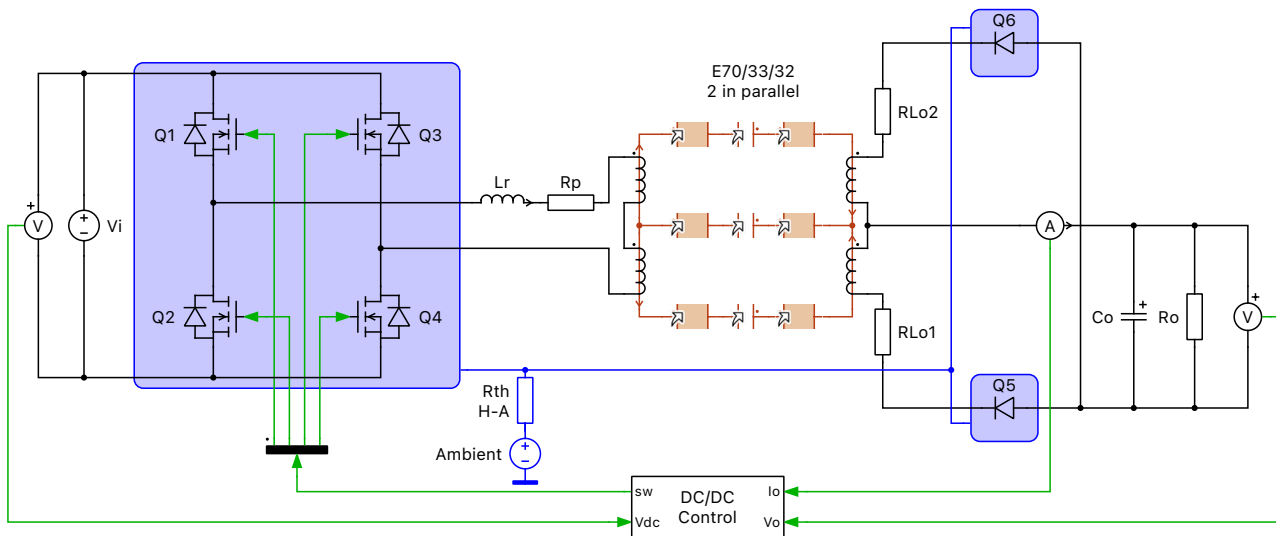 Q6
E70/33/32
2 in parallel
Q1
Q3
RLo2
Lr
Rp
+
V
+
−
Vi
A
Q2
Q4
RLo1
Co
+
Ro
+
V
Rth
H-A
Q5
Ambient
+
−
sw
DC/DC
Control
Io
Vdc
Vo